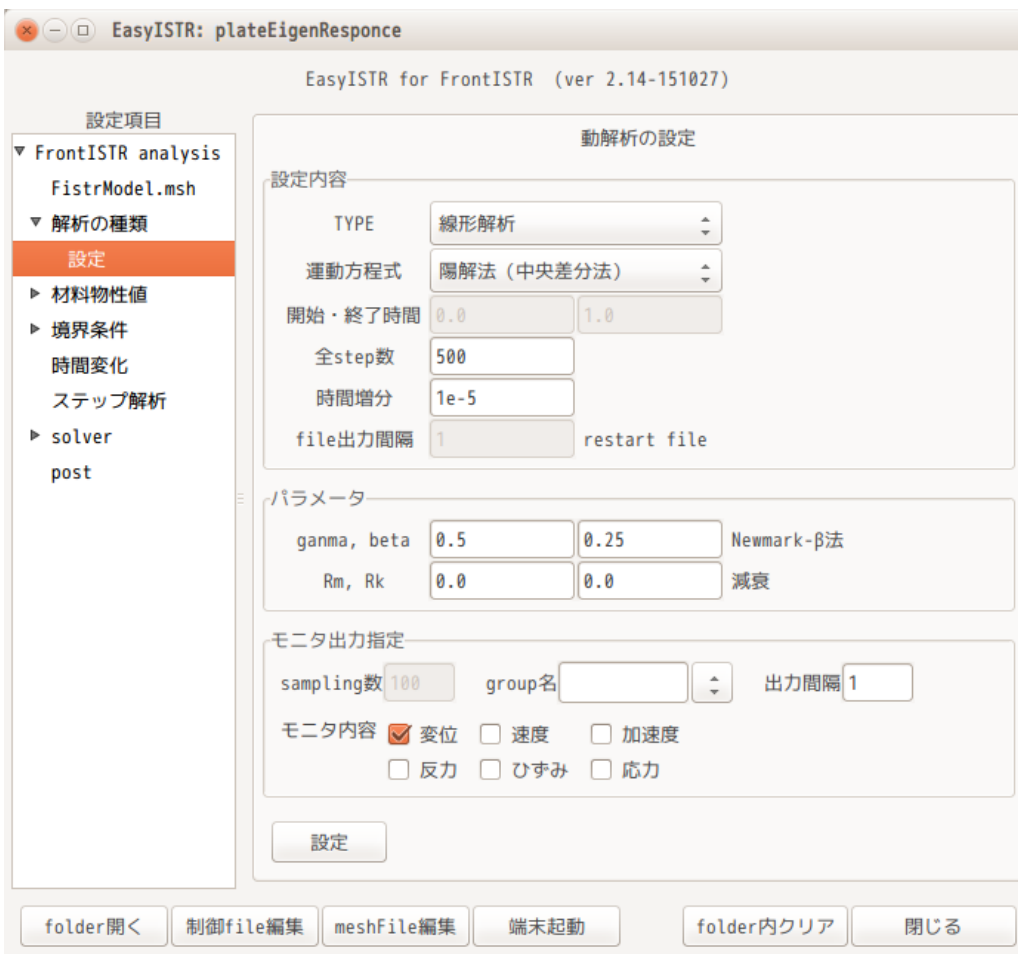 EasyISTR: plateEigenResponce
EasyISTR for FrontISTR (ver 2.14-151027)
設定項目
FrontISTR analysis
FistrModel.msh
解析の種類
設定
材料物性値
境界条件
時間変化
ステップ解析
solver
post
動解析の設定
設定内容
TYPE 線形解析
運動方程式 陽解法（中央差分法）
開始・終了時間 0.0 1.0
全step数 500
時間増分 1e-5
file出力間隔 1 restart file
パラメータ
ganma, beta 0.5 0.25 Newmark-β法
Rm, Rk 0.0 0.0 減衰
モニタ出力指定
sampling数 100 group名 出力間隔 1
モニタ内容 変位 速度 加速度
反力 ひずみ 応力
設定
folder開く 制御file編集 meshFile編集 端末起動 folder内クリア 閉じる